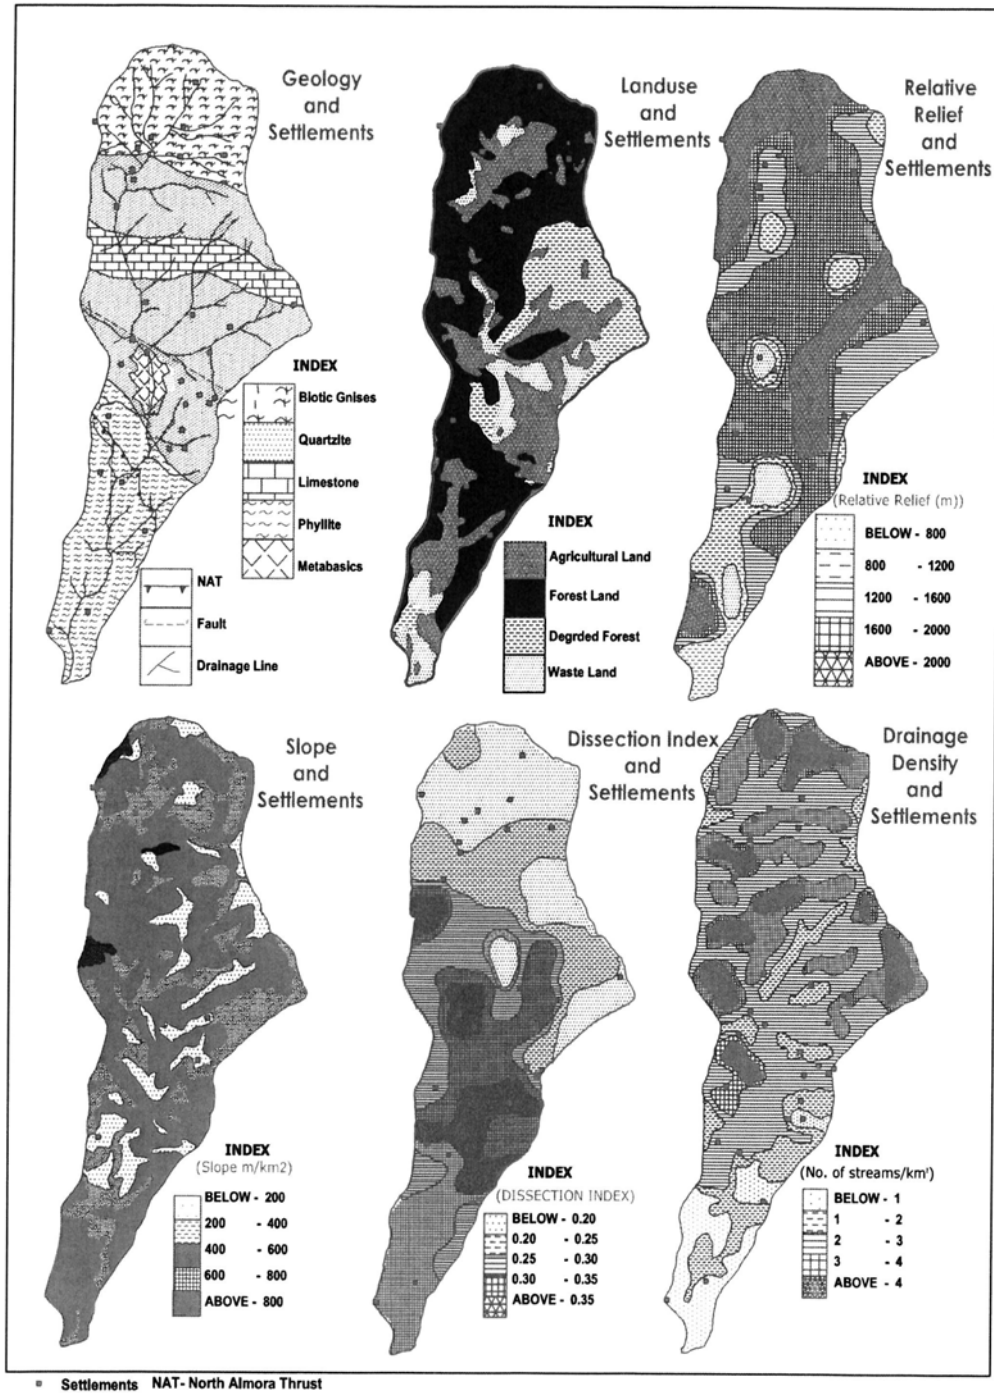 Geology
and
Settlements
INDEX
Biotic Gnises
Quartzite
Limestone
Phyllite
Metabasics
NAT
Fault
Drainage Line
Landuse
and
Settlements
INDEX
Agricultural Land
Forest Land
Degrded Forest
Waste Land
Relative
Relief
and
Settlements
INDEX
(Relative Relief (m))
BELOW - 800
800 - 1200
1200 - 1600
1600 - 2000
ABOVE - 2000
Slope
and
Settlements
INDEX
(Slope m/km2)
BELOW - 200
200 - 400
400 - 600
600 - 800
ABOVE - 800
Dissection Index
and
Settlements
INDEX
(DISSECTION INDEX)
BELOW - 0.20
0.20 - 0.25
0.25 - 0.30
0.30 - 0.35
ABOVE - 0.35
Drainage
Density
and
Settlements
INDEX
(No. of streams/km²)
BELOW - 1
1 - 2
2 - 3
3 - 4
ABOVE - 4
Settlements NAT- North Almora Thrust